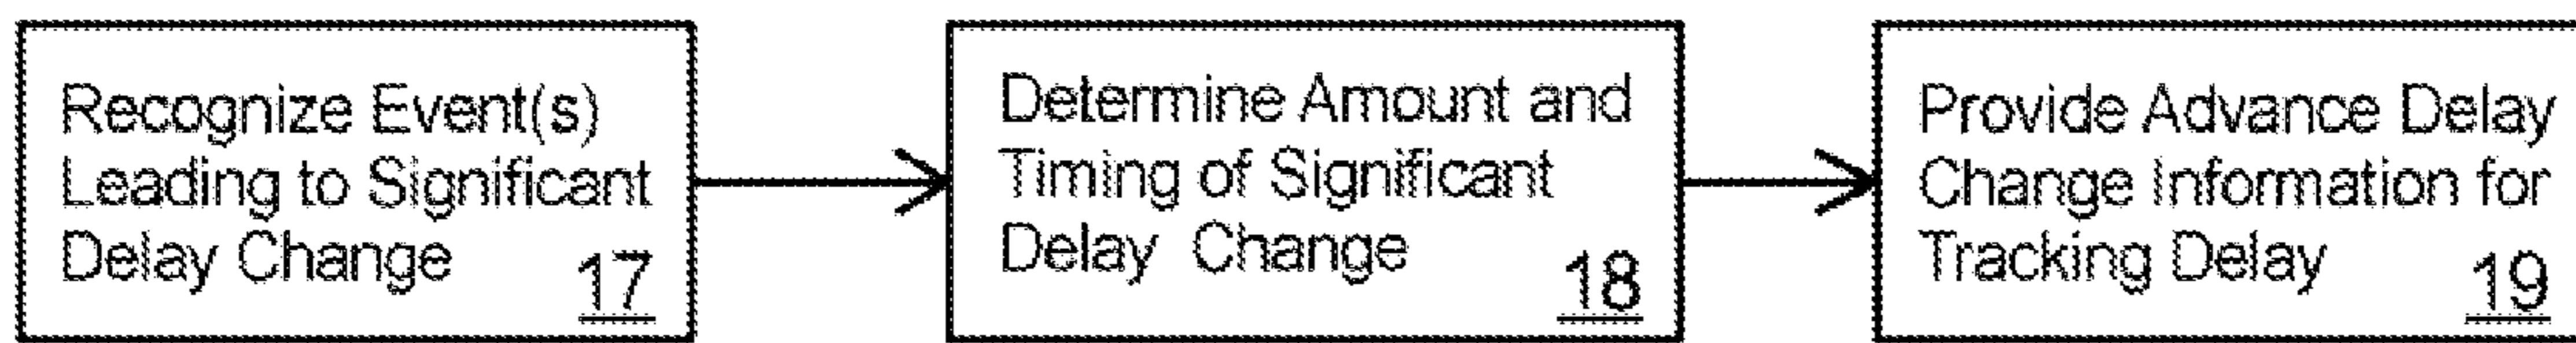 Recognize Event(s)
Leading to Significant
Delay Change
17
Determine Amount and
Timing of Significant
Delay Change
18
Provide Advance Delay
Change Information for
Tracking Delay
19